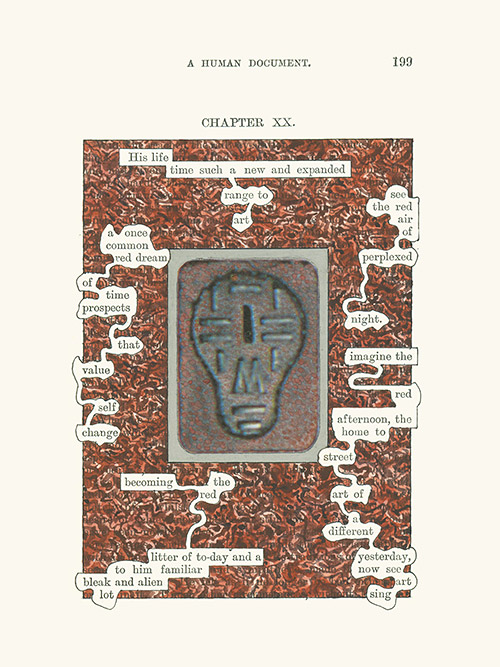 A HUMAN DOCUMENT.
199
CHAPTER XX.
His life
time such a new and expanded
range to
art
see
the red
air
of
perplexed
night.
a once
common
red dream
of
time
prospects
that
value
self
change
imagine the
red
afternoon, the
home to
street
art of
a
different
yesterday,
now see
art
sing
becoming the
red
litter of to-day and a
to him familiar
bleak and alien
lot